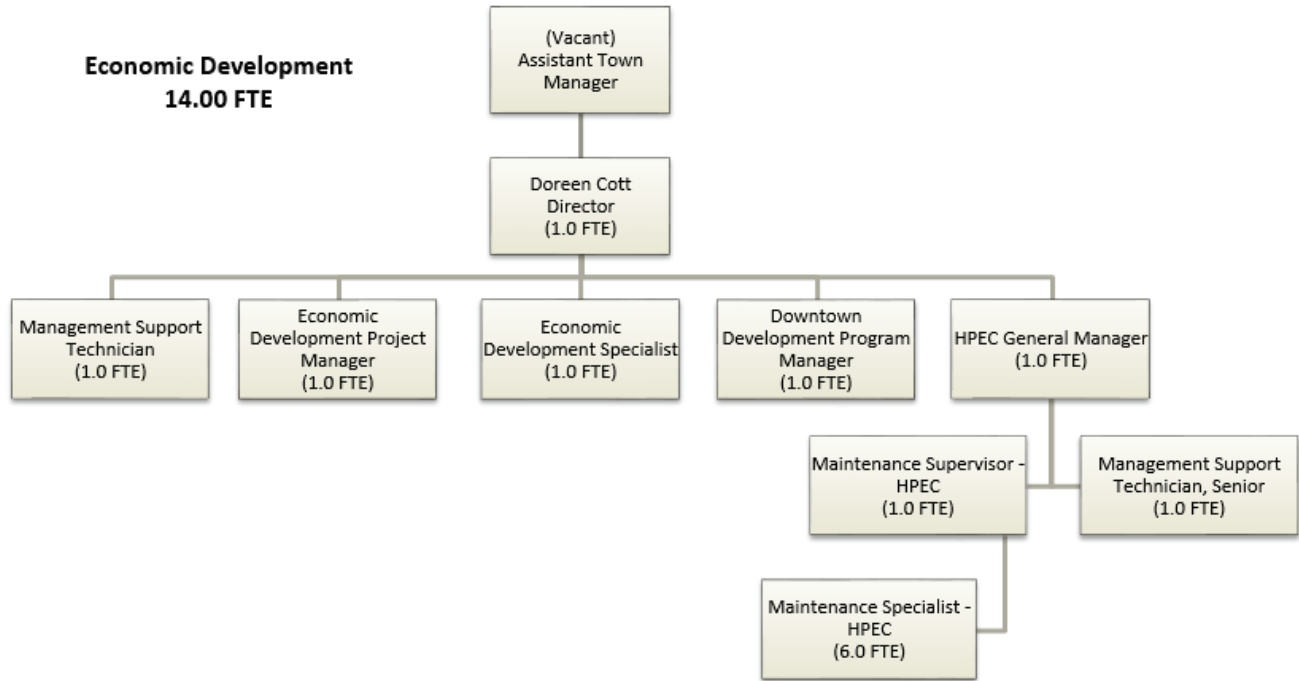 Economic Development
14.00 FTE
(Vacant)
Assistant Town
Manager
Doreen Cott
Director
(1.0 FTE)
Management Support
Technician
(1.0 FTE)
Economic
Development Project
Manager
(1.0 FTE)
Economic
Development Specialist
(1.0 FTE)
Downtown
Development Program
Manager
(1.0 FTE)
HPEC General Manager
(1.0 FTE)
Maintenance Supervisor -
HPEC
(1.0 FTE)
Management Support
Technician, Senior
(1.0 FTE)
Maintenance Specialist -
HPEC
(6.0 FTE)